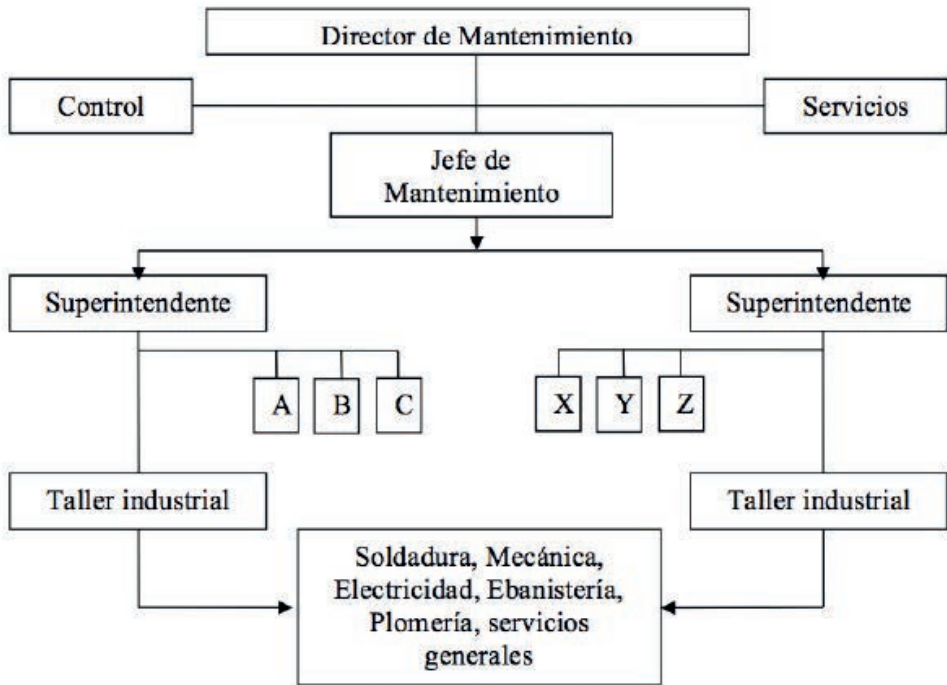 Director de Mantenimiento
Control
Servicios
Jefe de
Mantenimiento
Superintendente
Superintendente
A
B
C
X
Y
Z
Taller industrial
Taller industrial
Soldadura, Mecánica,
Electricidad, Ebanistería,
Plomería, servicios
generales